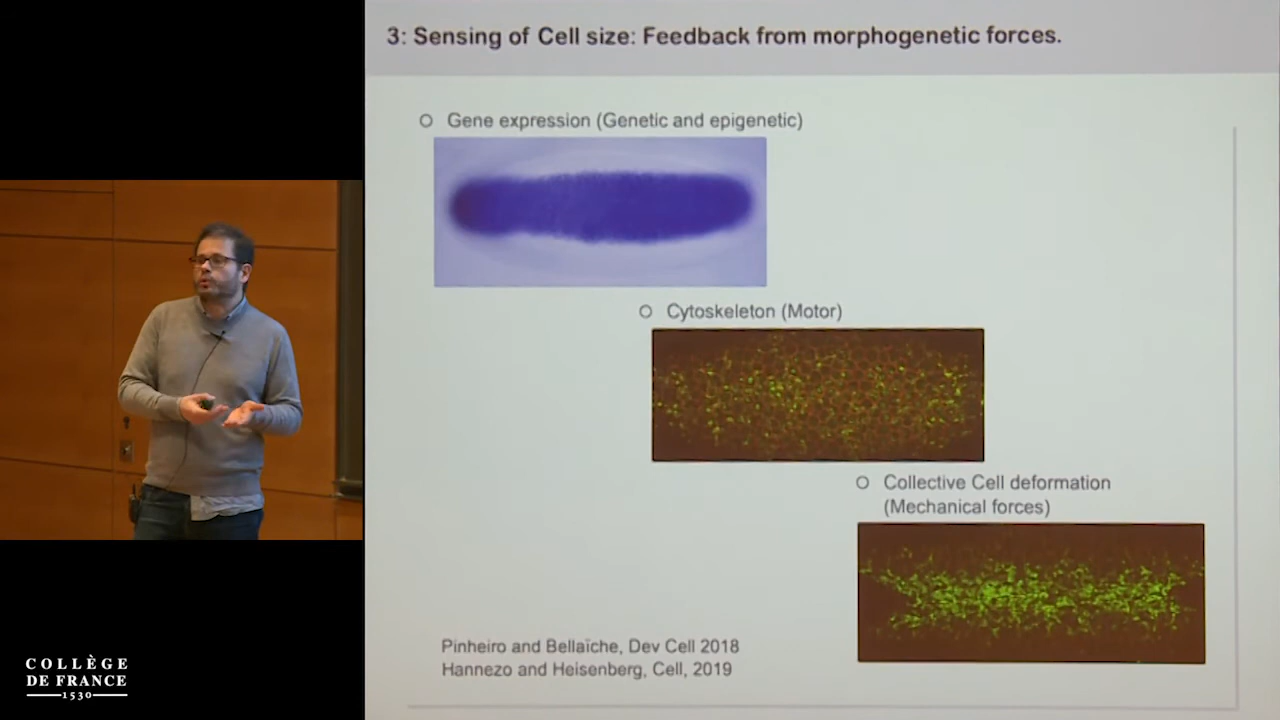 3: Sensing of Cell size: Feedback from morphogenetic forces.
Gene expression (Genetic and epigenetic)
Cytoskeleton (Motor)
Collective Cell deformation
(Mechanical forces)
Pinheiro and Bellaïche, Dev Cell 2018
Hannezo and Heisenberg, Cell, 2019
COLLÈGE
DE FRANCE
1530